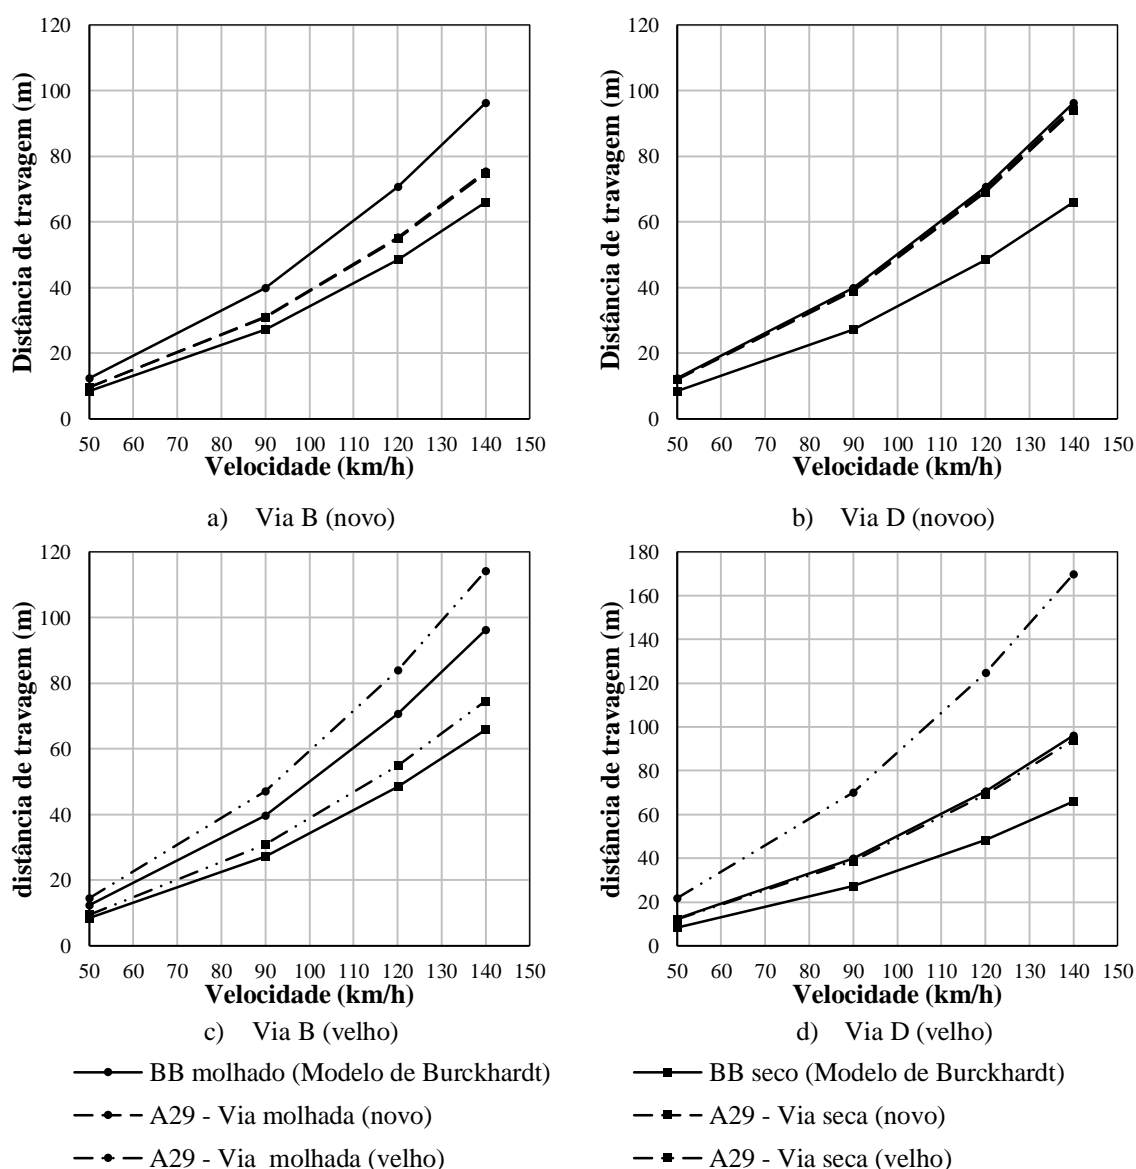 120
100
80
60
40
20
0
Distância de travagem (m)
50 60 70 80 90 100 110 120 130 140 150
Velocidade (km/h)
a) Via B (novo)
120
100
80
60
40
20
0
Distância de travagem (m)
50 60 70 80 90 100 110 120 130 140 150
Velocidade (km/h)
b) Via D (novoo)
120
100
80
60
40
20
0
distância de travagem (m)
50 60 70 80 90 100 110 120 130 140 150
Velocidade (km/h)
c) Via B (velho)
180
160
140
120
100
80
60
40
20
0
distância de travagem (m)
50 60 70 80 90 100 110 120 130 140 150
Velocidade (km/h)
d) Via D (velho)
BB molhado (Modelo de Burckhardt)
BB seco (Modelo de Burckhardt)
A29 - Via molhada (novo)
A29 - Via seca (novo)
A29 - Via molhada (velho)
A29 - Via seca (velho)